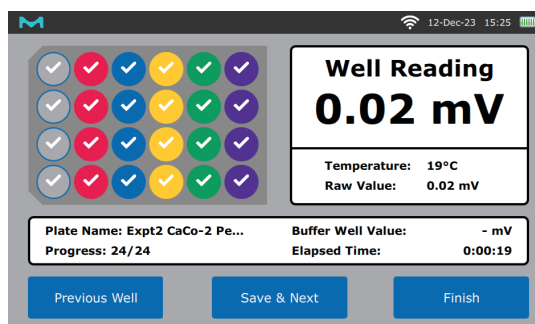 12-Dec-23 15:25
Well Reading
0.02 mV
Temperature: 19°C
Raw Value: 0.02 mV
Plate Name: Expt2 CaCo-2 Pe... Buffer Well Value: - mV
Progress: 24/24 Elapsed Time: 0:00:19
Previous Well Save & Next Finish